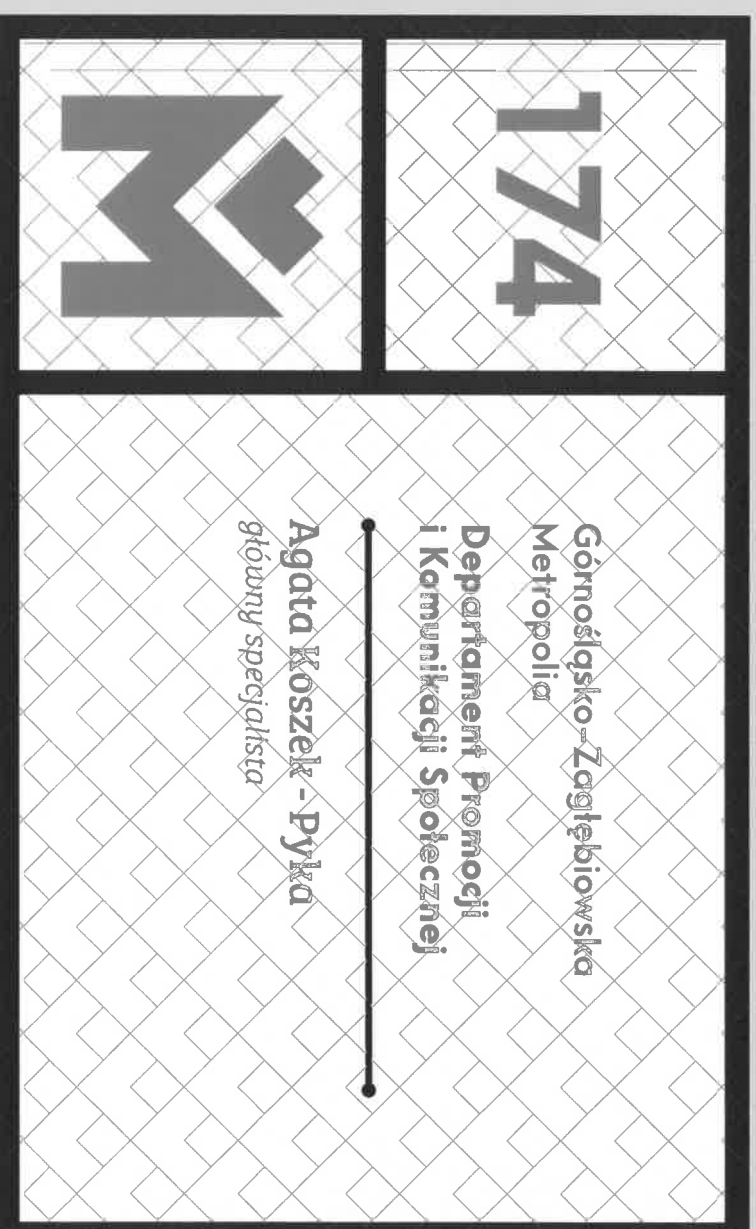 174
Górnośląsko-Zagłębiowska
Metropolia
Departament Promocji
i Komunikacji Społecznej
Agata Koszek - Pyka
główny specjalista